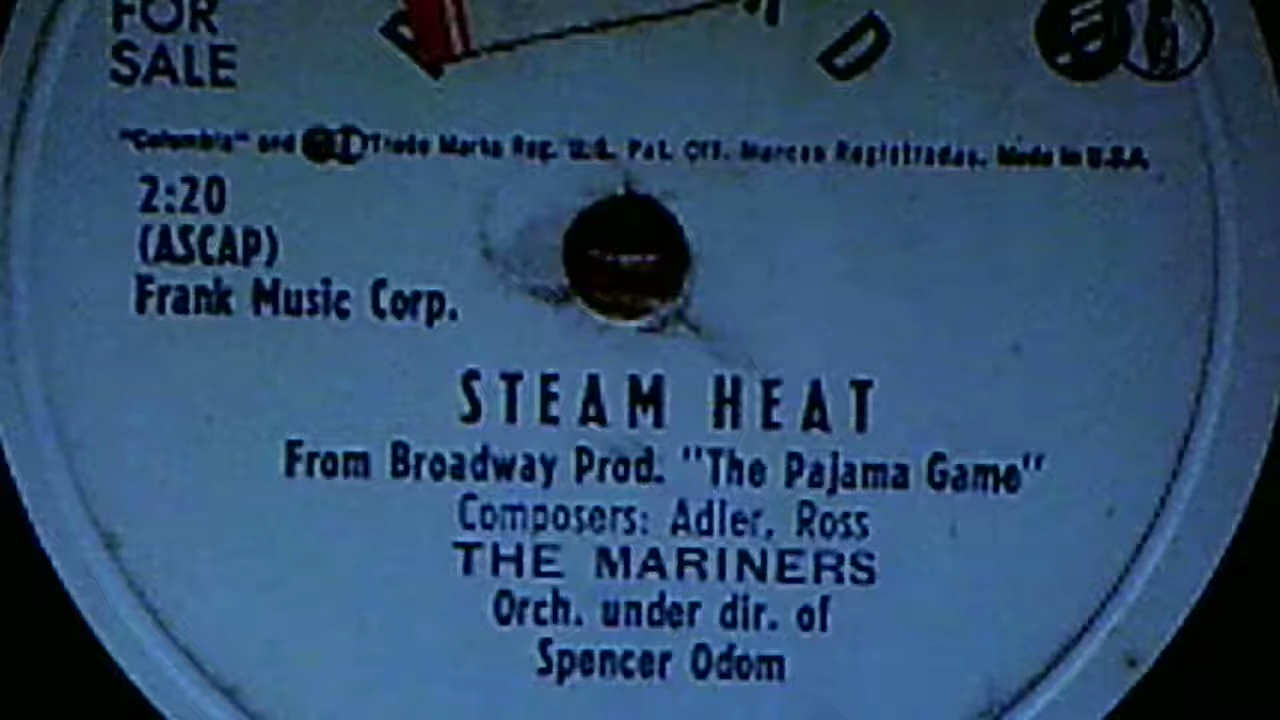 FOR
SALE
D
"Columbia" and Trade Marks Reg. U.S. Pat. Off. Marcas Registradas. Made in U.S.A.
2:20
(ASCAP)
Frank Music Corp.
STEAM HEAT
From Broadway Prod. "The Pajama Game"
Composers: Adler, Ross
THE MARINERS
Orch. under dir. of
Spencer Odom